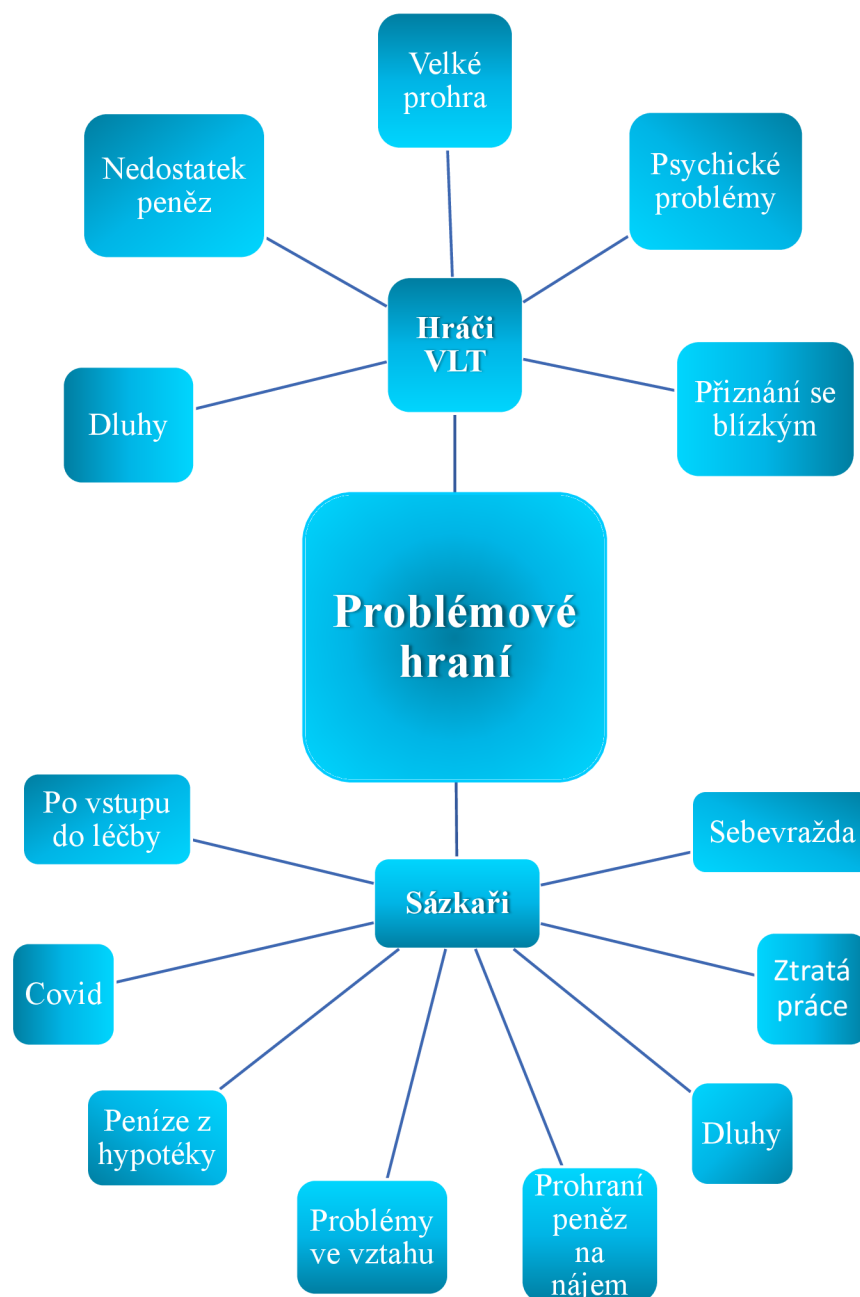 Velké
prohra
Nedostatek
peněz
Psychické
problémy
Hráči
VLT
Dluhy
Přiznání se
blízkým
Problémové
hraní
Po vstupu
do léčby
Sebevražda
Sázkaři
Covid
Ztratá
práce
Peníze z
hypotéky
Dluhy
Problémy
ve vztahu
Prohraní
peněz
na
nájem